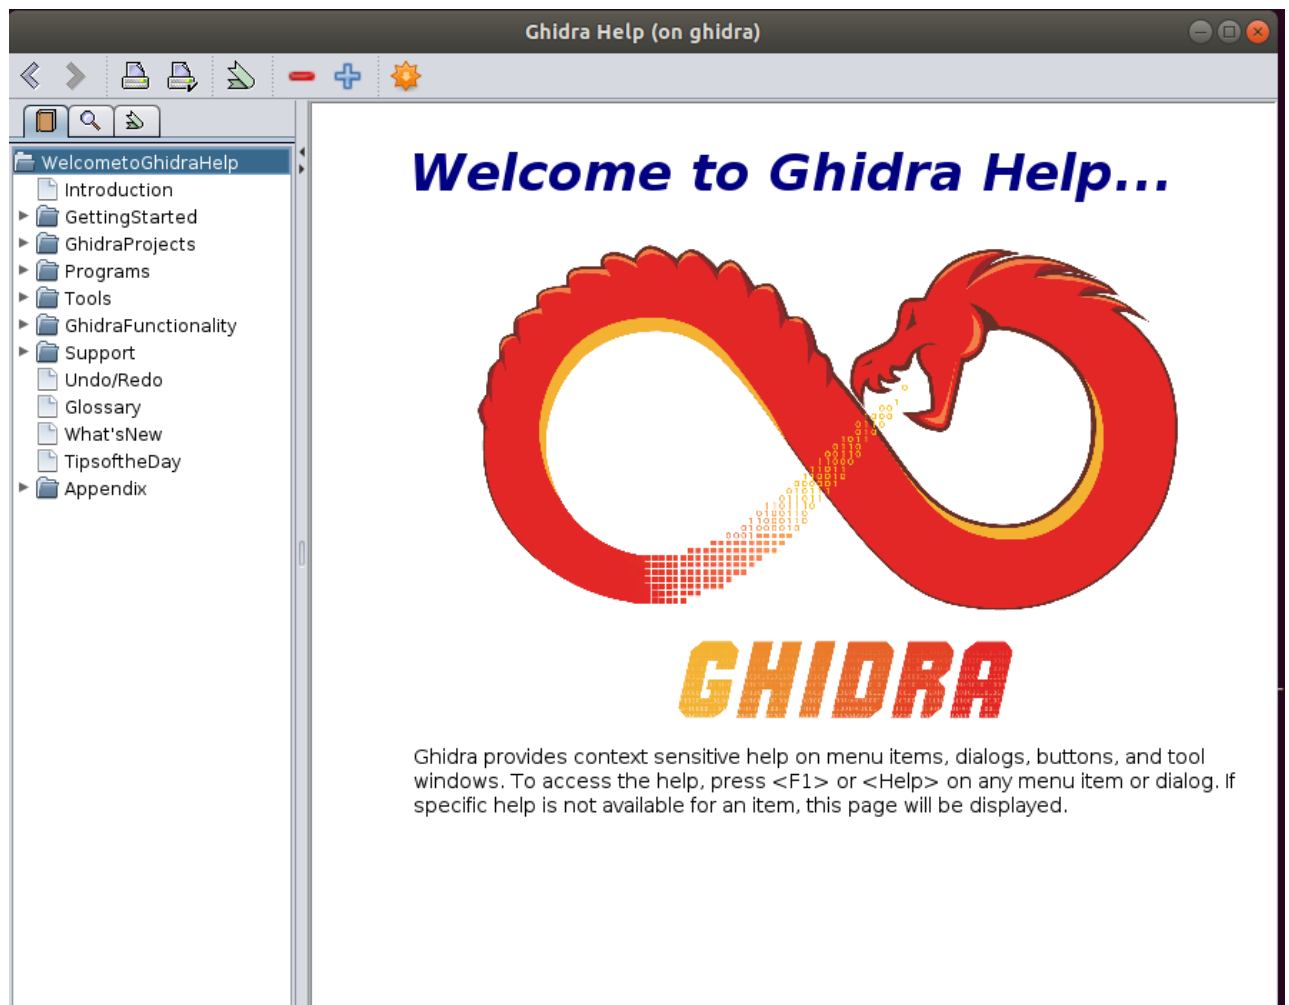 Ghidra Help (on ghidra)
WelcometoGhidraHelp
Introduction
GettingStarted
GhidraProjects
Programs
Tools
GhidraFunctionality
Support
Undo/Redo
Glossary
What'sNew
TipsoftheDay
Appendix
Welcome to Ghidra Help...
GHIDRA
Ghidra provides context sensitive help on menu items, dialogs, buttons, and tool
windows. To access the help, press <F1> or <Help> on any menu item or dialog. If
specific help is not available for an item, this page will be displayed.